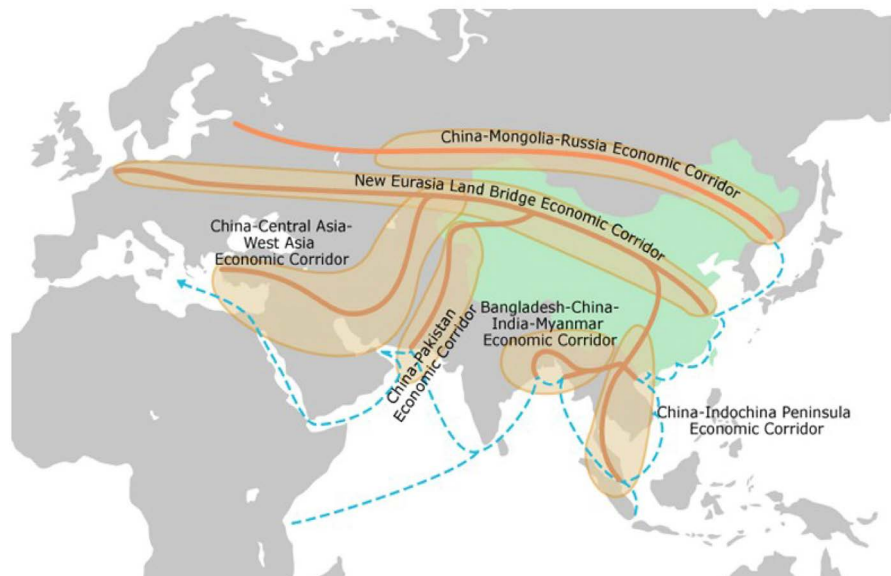 China-Mongolia-Russia Economic Corridor
New Eurasia Land Bridge Economic Corridor
China-Central Asia-
West Asia
Economic Corridor
China-Pakistan
Economic Corridor
Bangladesh-China-
India-Myanmar
Economic Corridor
China-Indochina Peninsula
Economic Corridor